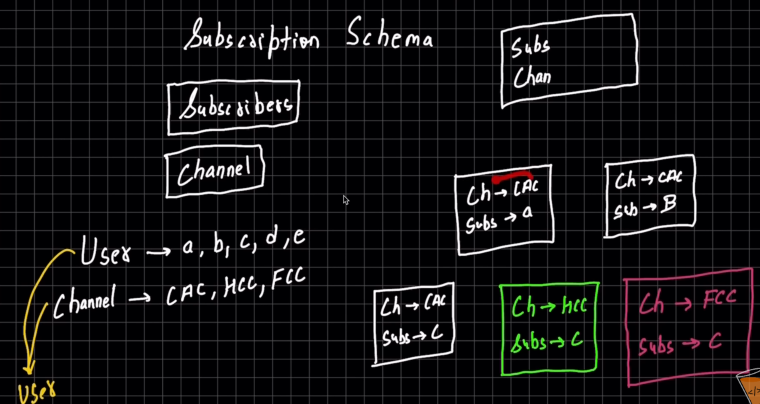 Subscription Schema
Subs
Chan
Subscribers
Channel
User → a, b, c, d, e
Channel → CAC, HCC, FCC
User
Ch → CAC
Subs → a
Ch → CAC
Sub → B
Ch → CAC
Subs → C
Ch → HCC
Subs → C
Ch → FCC
Subs → C